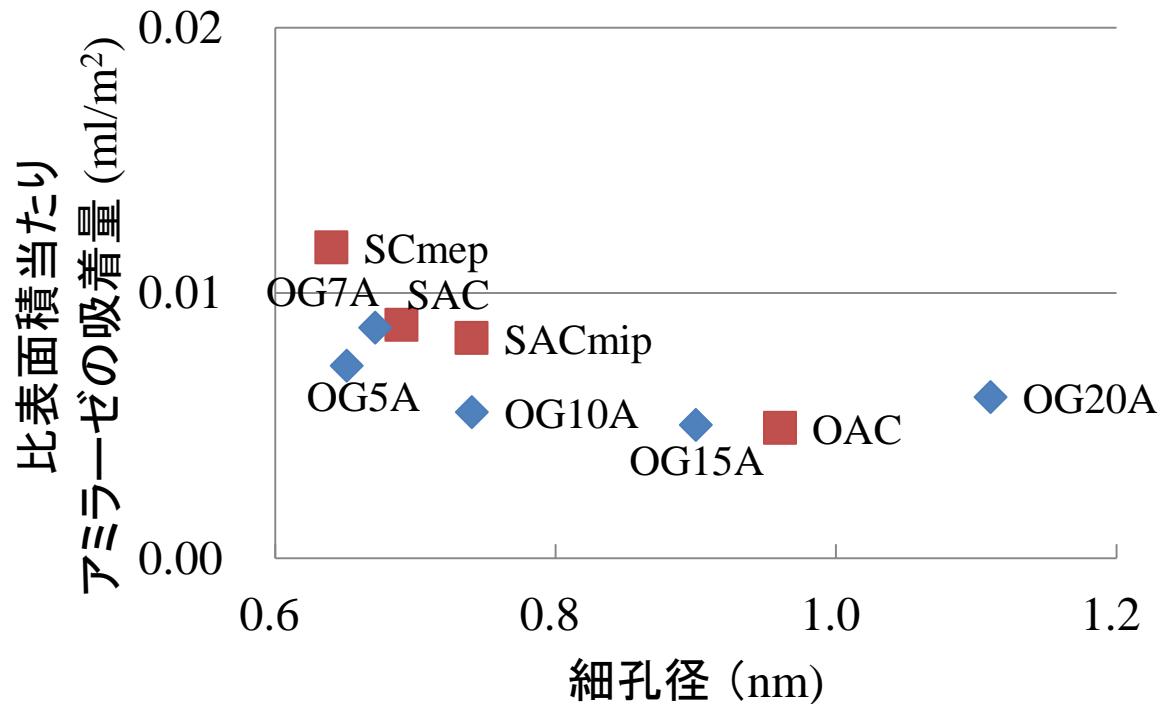 比表面積当たり
アミラーゼの吸着量 (ml/m²)
0.02
0.01
0.00
SCmep
OG7A
SAC
SACmip
OG5A
OG10A
OG15A
OAC
OG20A
0.6
0.8
1.0
1.2
細孔径 (nm)